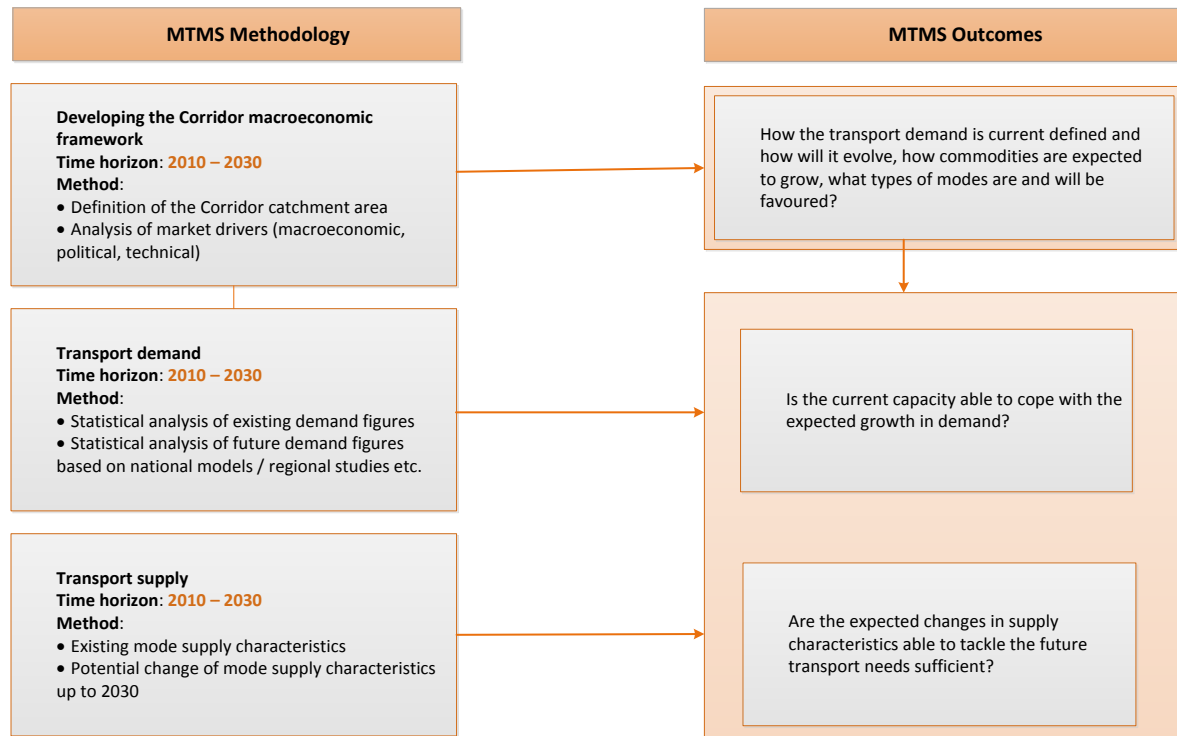 MTMS Methodology
MTMS Outcomes
Developing the Corridor macroeconomic
framework
Time horizon: 2010 – 2030
Method:
• Definition of the Corridor catchment area
• Analysis of market drivers (macroeconomic,
political, technical)
How the transport demand is current defined and
how will it evolve, how commodities are expected
to grow, what types of modes are and will be
favoured?
Transport demand
Time horizon: 2010 – 2030
Method:
• Statistical analysis of existing demand figures
• Statistical analysis of future demand figures
based on national models / regional studies etc.
Is the current capacity able to cope with the
expected growth in demand?
Transport supply
Time horizon: 2010 – 2030
Method:
• Existing mode supply characteristics
• Potential change of mode supply characteristics
up to 2030
Are the expected changes in supply
characteristics able to tackle the future
transport needs sufficient?